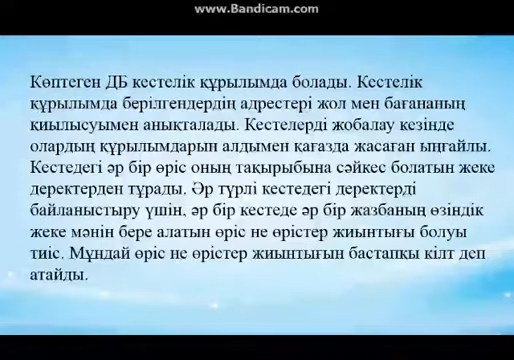 www.Bandicam.com
Көптеген ДБ кестелік құрылымда болады. Кестелік
құрылымда берілгендердің адрестері жол мен бағананың
қиылысуымен анықталады. Кестелерді жобалау кезінде
олардың құрылымдарын алдымен қағазда жасаған ыңғайлы.
Кестедегі әр бір өріс оның тақырыбына сәйкес болатын жеке
деректерден тұрады. Әр түрлі кестедегі деректерді
байланыстыру үшін, әр бір кестеде әр бір жазбаның өзіндік
жеке мәнін бере алатын өріс не өрістер жиынтығы болуы
тиіс. Мұндай өріс не өрістер жиынтығын бастапқы кілт деп
атайды.